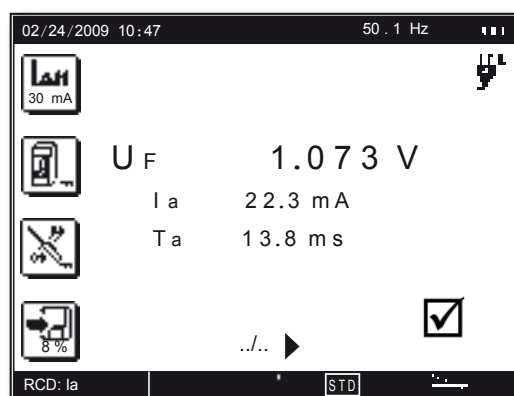 02/24/2009 10:47 50.1 Hz
30 mA
UF 1.073 V
Ia 22.3 mA
Ta 13.8 ms
8 %
../..
RCD: Ia STD